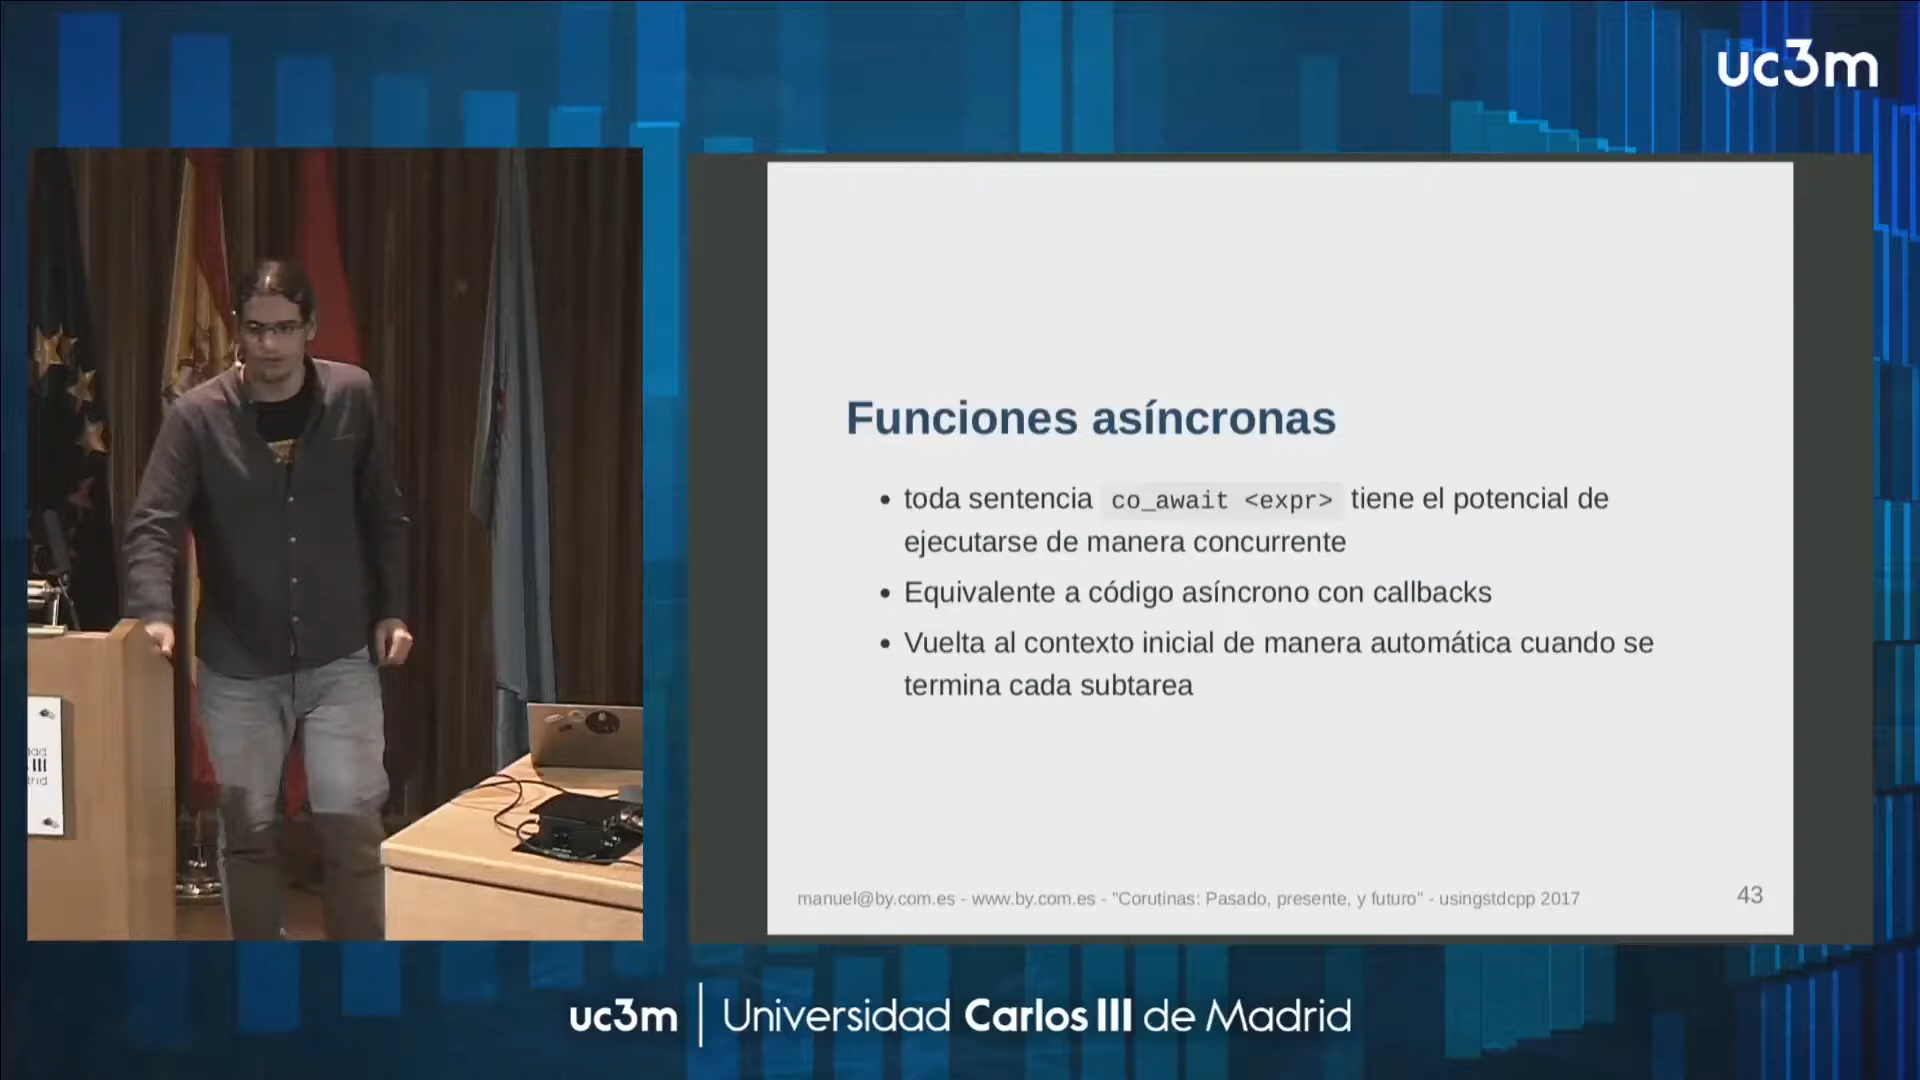 uc3m
Funciones asíncronas
• toda sentencia co_await <expr> tiene el potencial de
ejecutarse de manera concurrente
• Equivalente a código asíncrono con callbacks
• Vuelta al contexto inicial de manera automática cuando se
termina cada subtarea
manuel@by.com.es - www.by.com.es - "Corutinas: Pasado, presente, y futuro" - usingstdcpp 2017
43
uc3m | Universidad Carlos III de Madrid